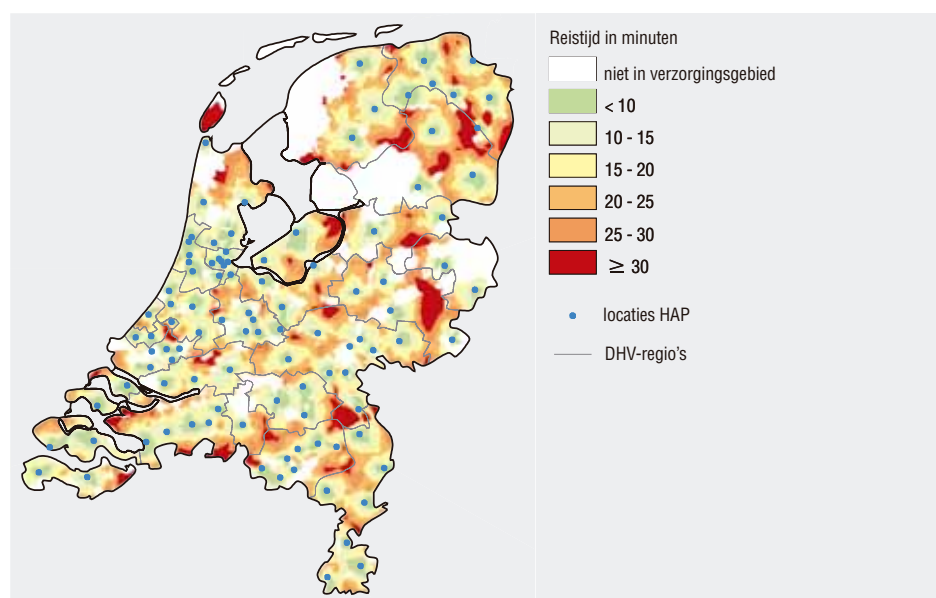 Reistijd in minuten
niet in verzorgingsgebied
< 10
10 - 15
15 - 20
20 - 25
25 - 30
≥ 30
locaties HAP
DHV-regio's